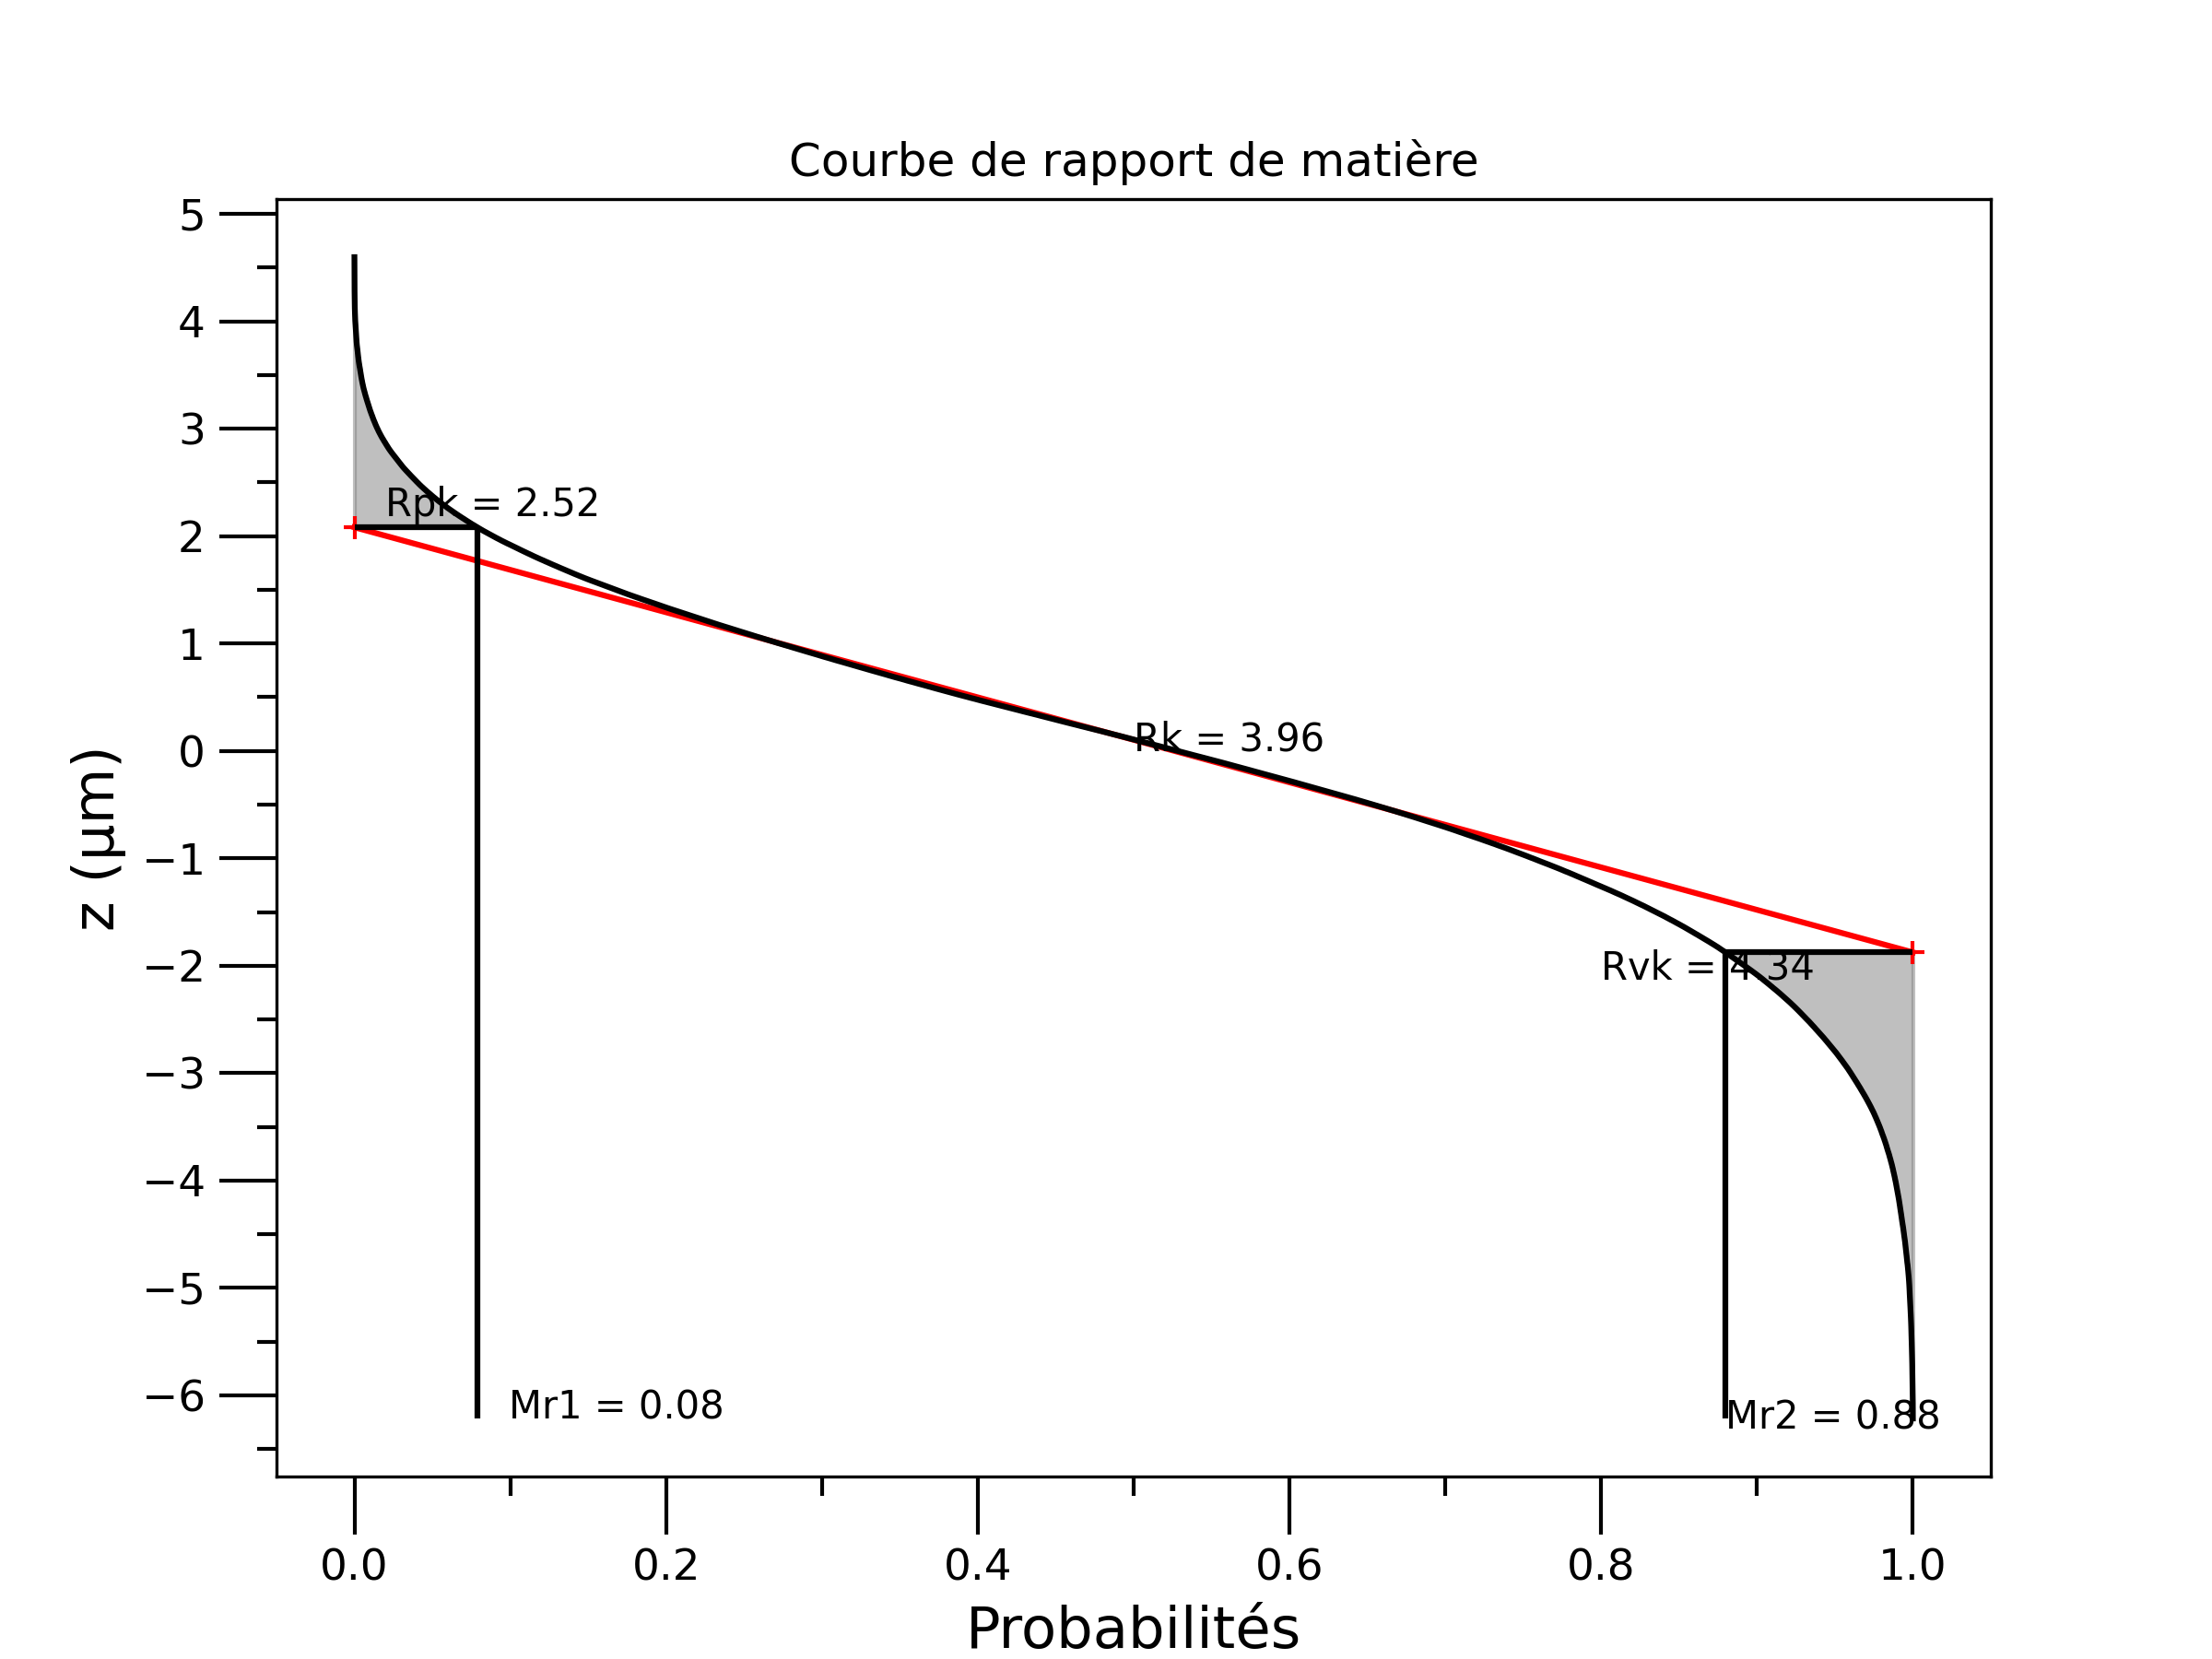 Courbe de rapport de matière
5
4
3
2
1
0
−1
−2
−3
−4
−5
−6
z (µm)
Rpk = 2.52
Rk = 3.96
Rvk = 4.34
Mr1 = 0.08
Mr2 = 0.88
0.0 0.2 0.4 0.6 0.8 1.0
Probabilités